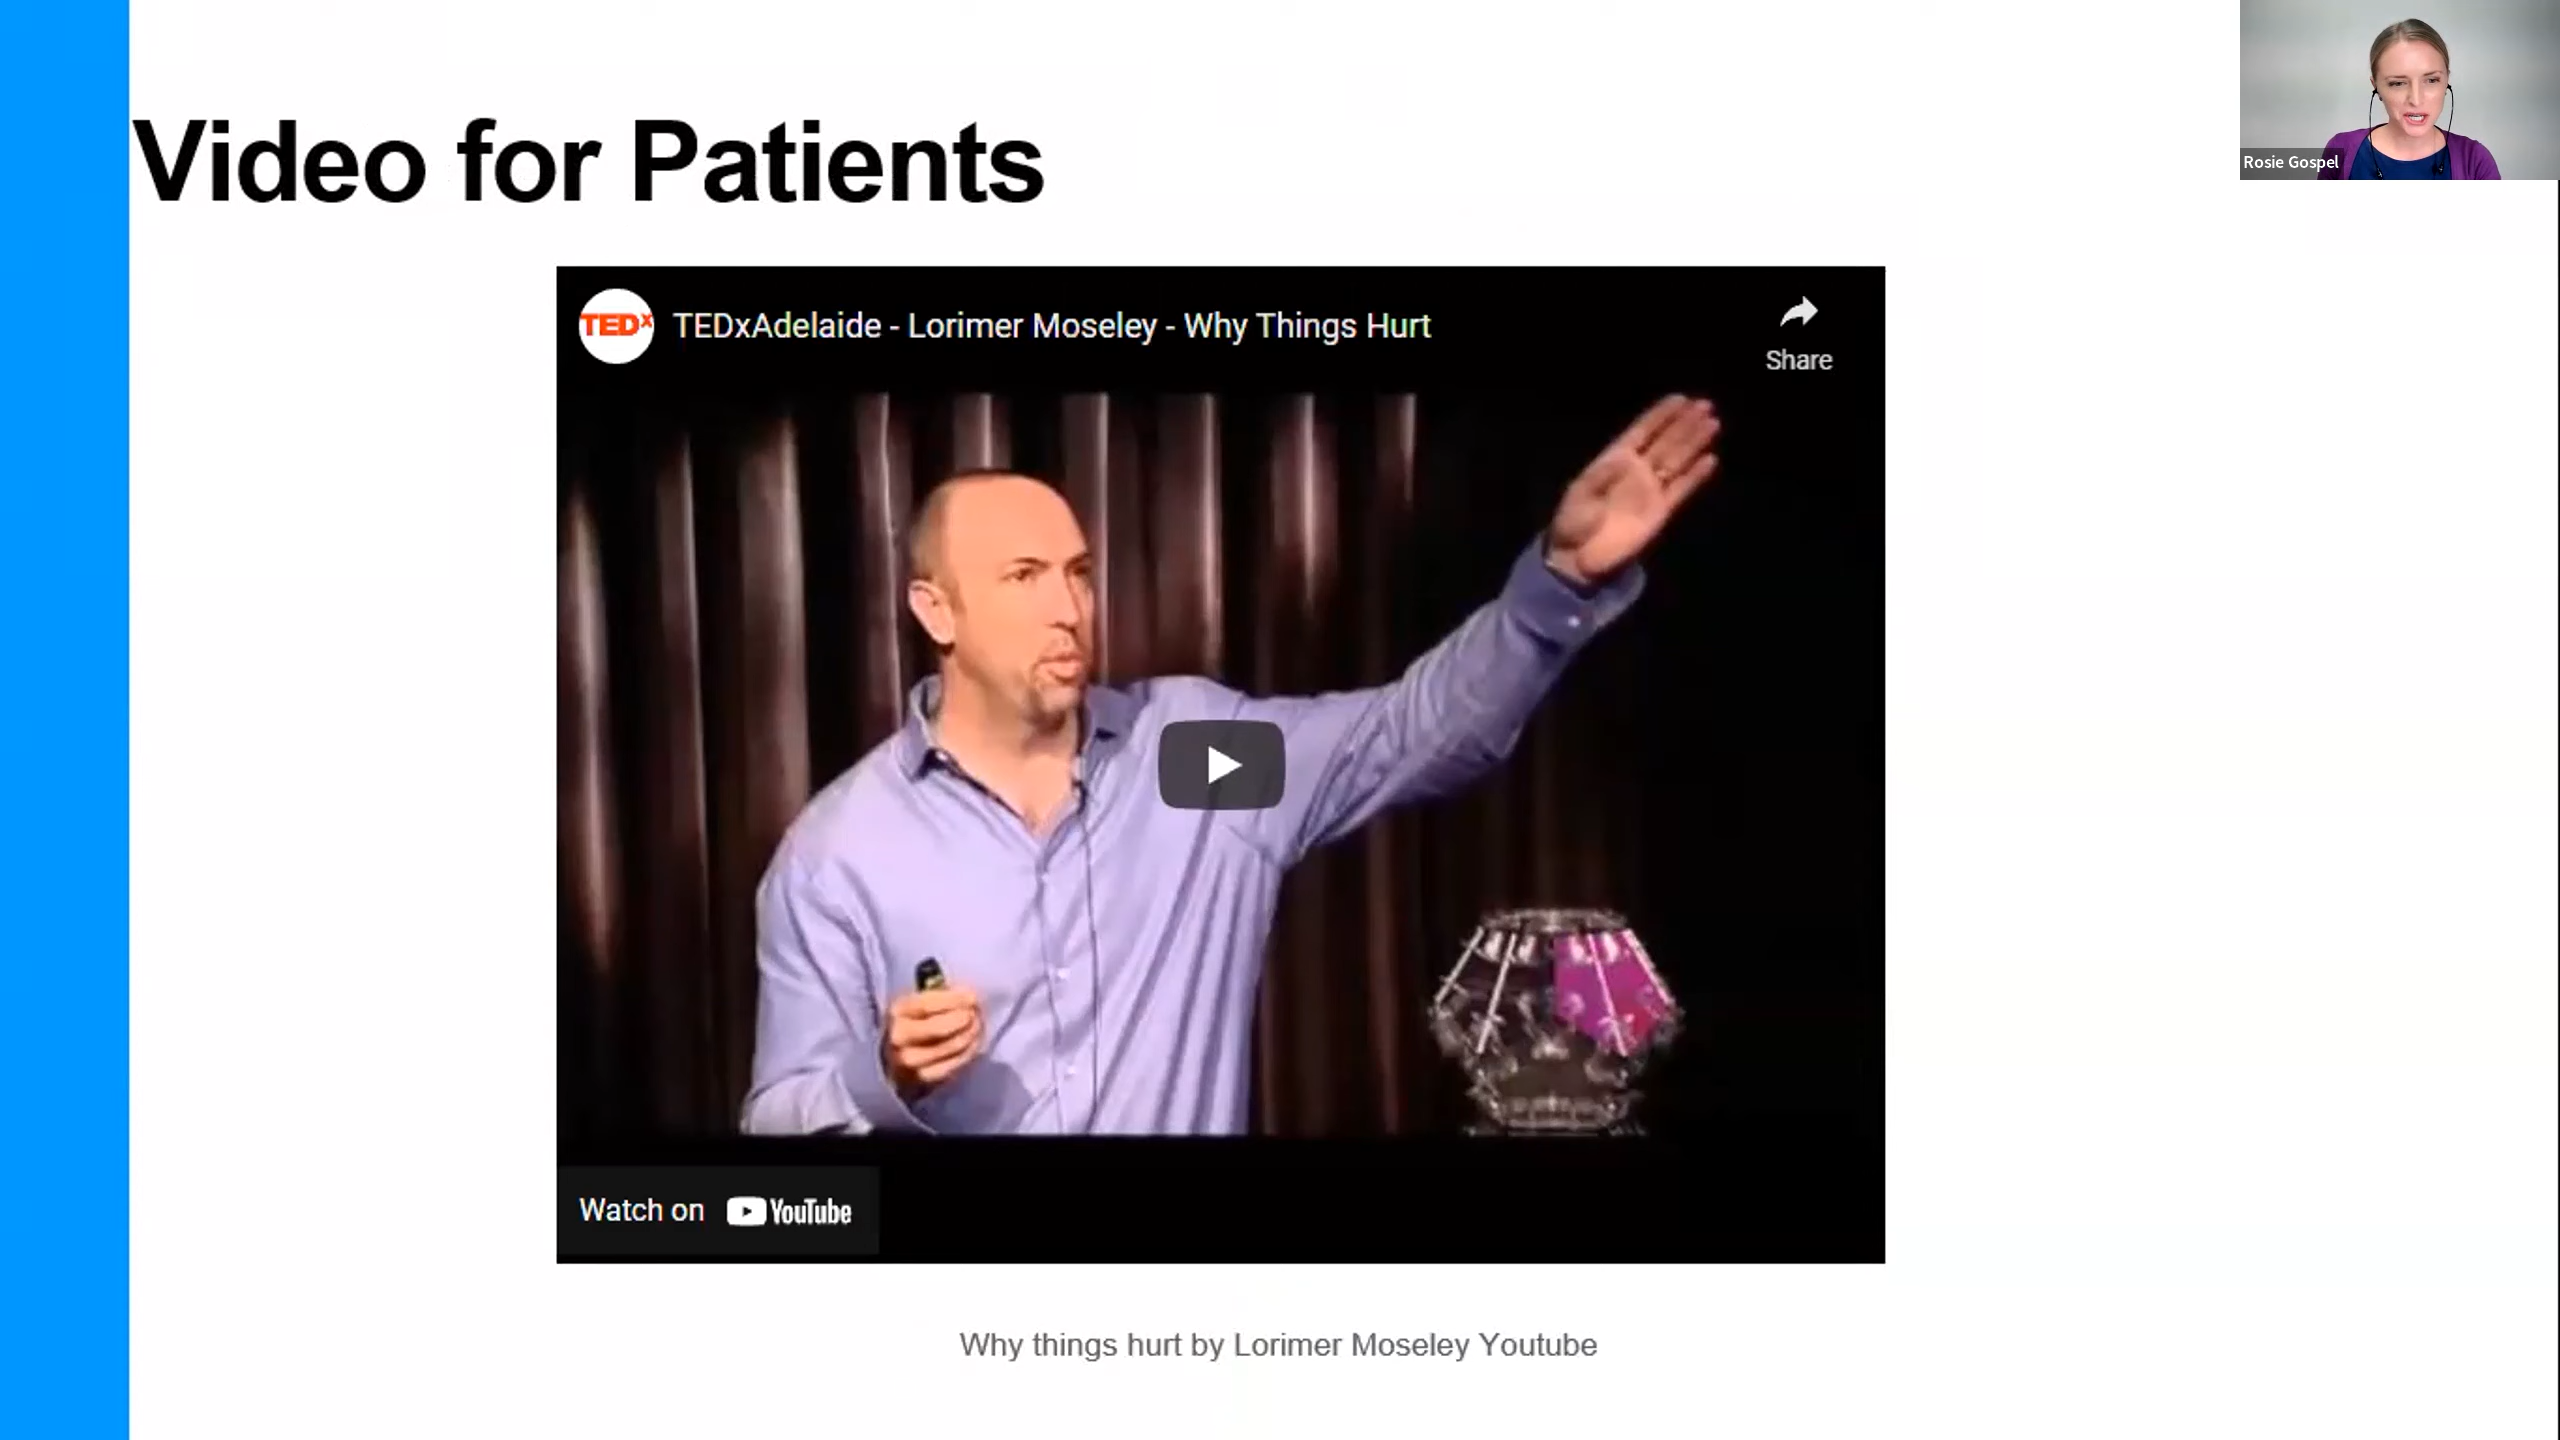 Video for Patients
Rosie Gospel
TEDx
TEDxAdelaide - Lorimer Moseley - Why Things Hurt
Share
Watch on YouTube
Why things hurt by Lorimer Moseley Youtube